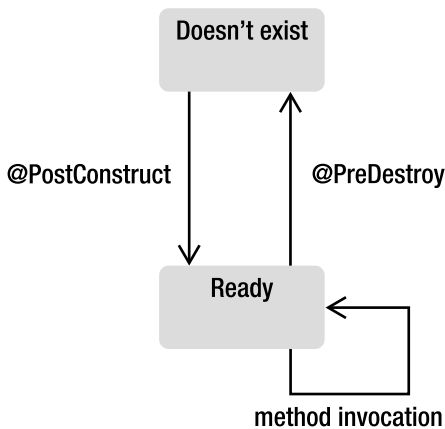 Doesn't exist
@PostConstruct
@PreDestroy
Ready
method invocation